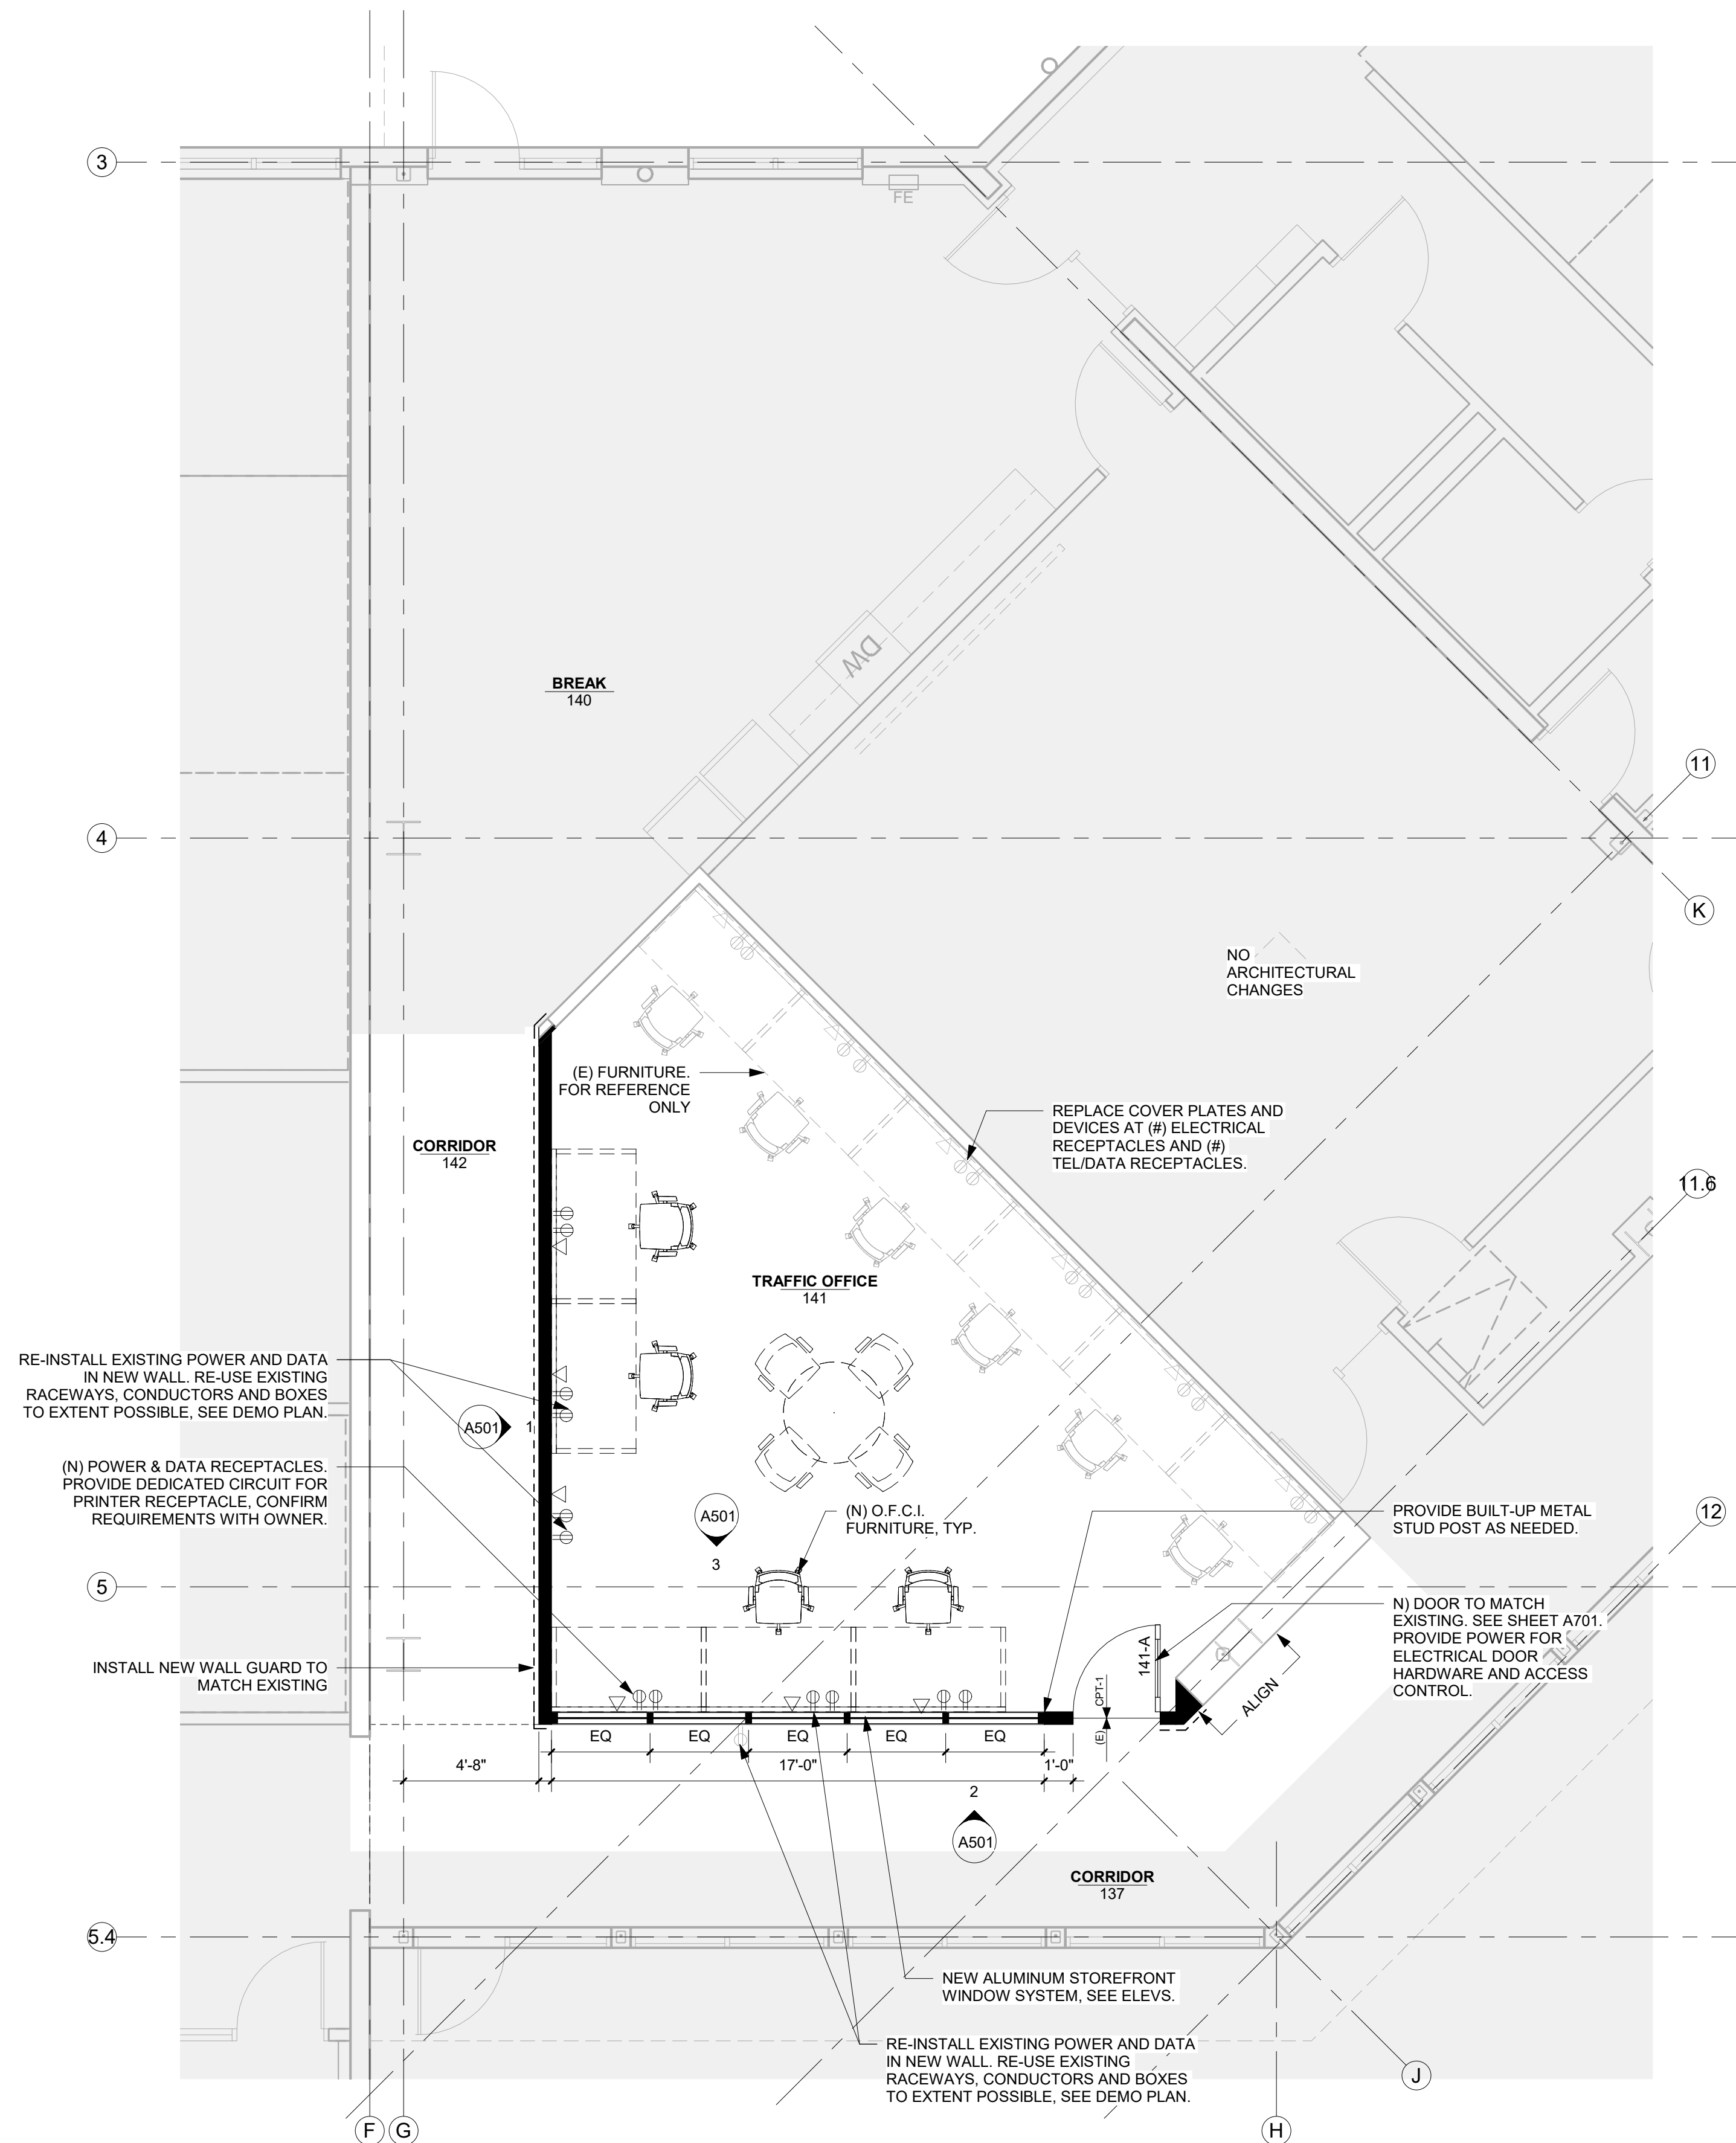 3
FE
DW
BREAK
140
11
4
K
NO
ARCHITECTURAL
CHANGES
(E) FURNITURE.
FOR REFERENCE
ONLY
REPLACE COVER PLATES AND
DEVICES AT (#) ELECTRICAL
RECEPTACLES AND (#)
TEL/DATA RECEPTACLES.
CORRIDOR
142
11.6
TRAFFIC OFFICE
141
RE-INSTALL EXISTING POWER AND DATA
IN NEW WALL. RE-USE EXISTING
RACEWAYS, CONDUCTORS AND BOXES
TO EXTENT POSSIBLE, SEE DEMO PLAN.
A501
1
(N) POWER & DATA RECEPTACLES.
PROVIDE DEDICATED CIRCUIT FOR
PRINTER RECEPTACLE, CONFIRM
REQUIREMENTS WITH OWNER.
A501
3
(N) O.F.C.I.
FURNITURE, TYP.
PROVIDE BUILT-UP METAL
STUD POST AS NEEDED.
12
5
N) DOOR TO MATCH
EXISTING. SEE SHEET A701.
PROVIDE POWER FOR
ELECTRICAL DOOR
HARDWARE AND ACCESS
CONTROL.
INSTALL NEW WALL GUARD TO
MATCH EXISTING
141-A
CPT-1
(E)
ALIGN
EQ
EQ
EQ
EQ
EQ
4'-8"
17'-0"
1'-0"
2
A501
CORRIDOR
137
5.4
NEW ALUMINUM STOREFRONT
WINDOW SYSTEM, SEE ELEVS.
RE-INSTALL EXISTING POWER AND DATA
IN NEW WALL. RE-USE EXISTING
RACEWAYS, CONDUCTORS AND BOXES
TO EXTENT POSSIBLE, SEE DEMO PLAN.
J
F
G
H